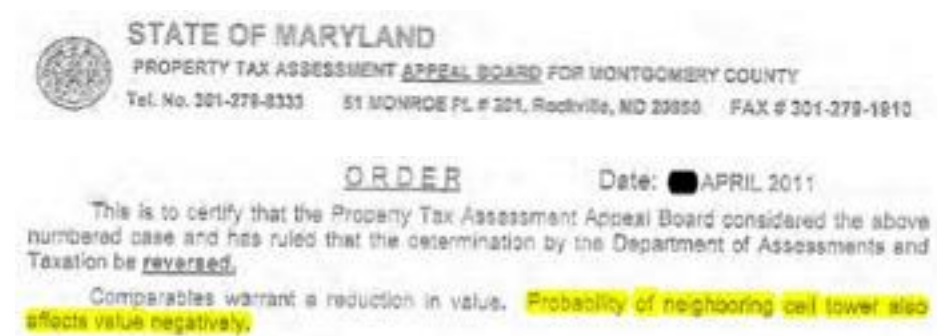 STATE OF MARYLAND
PROPERTY TAX ASSESSMENT APPEAL BOARD FOR MONTGOMERY COUNTY
Tel. No. 301-279-8333 51 MONROE PL # 301, Rockville, MD 20850 FAX # 301-279-1910
ORDER Date: APRIL 2011
This is to certify that the Property Tax Assessment Appeal Board considered the above
numbered case and has ruled that the determination by the Department of Assessments and
Taxation be reversed.
Comparables warrant a reduction in value. Probability of neighboring cell tower also
affects value negatively.